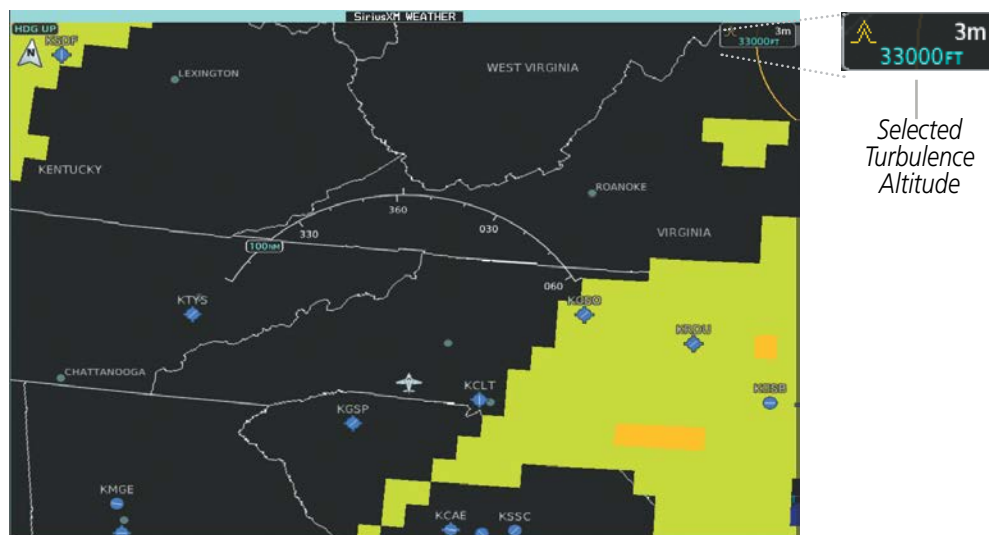 SiriusXM WEATHER
HDG UP
N
KSDF
3m
33000FT
3m
33000FT
LEXINGTON
WEST VIRGINIA
Selected
Turbulence
Altitude
KENTUCKY
ROANOKE
360
330
030
VIRGINIA
100NM
060
KTYS
KGSO
KRDU
CHATTANOOGA
KCLT
KGSP
KMGE
KCAE
KSSC